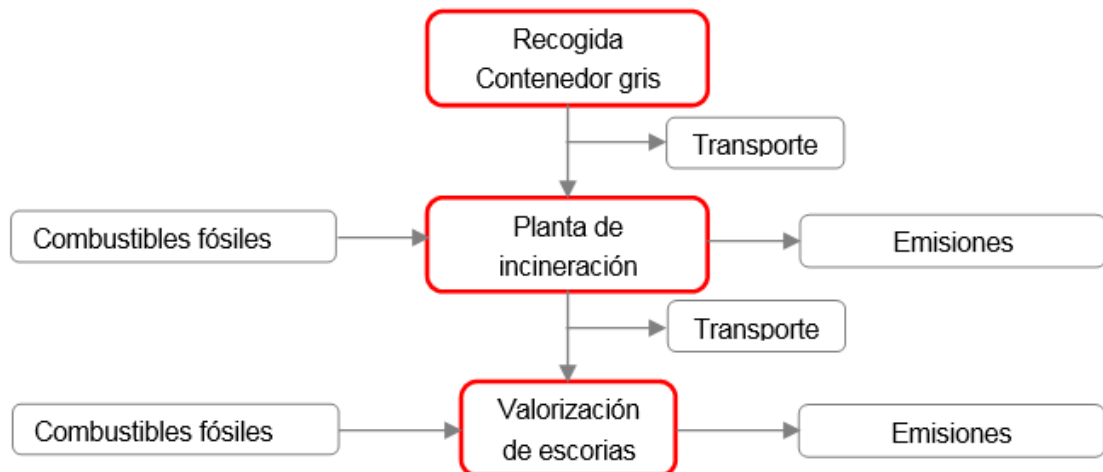 Recogida
Contenedor gris
Transporte
Combustibles fósiles
Planta de
incineración
Emisiones
Transporte
Combustibles fósiles
Valorización
de escorias
Emisiones